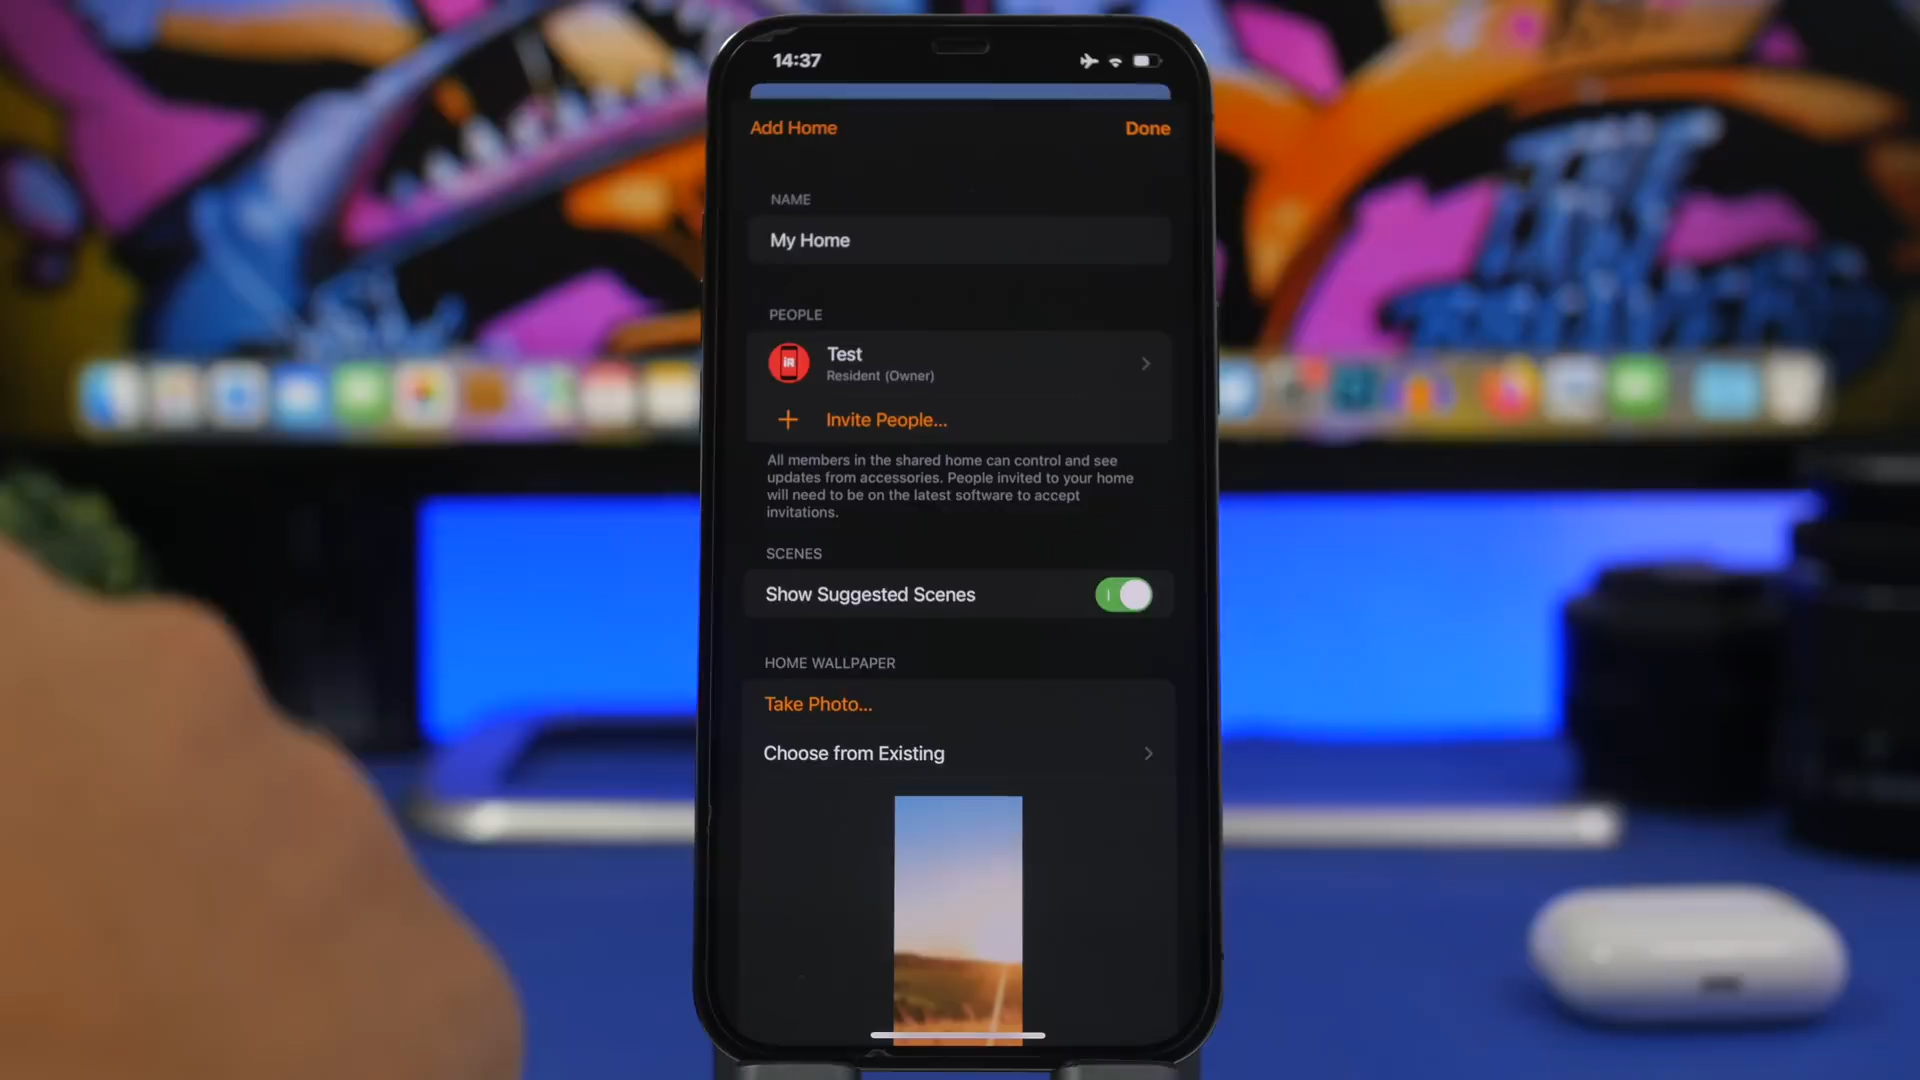 14:37
Add Home
Done
NAME
My Home
PEOPLE
iR
Test
Resident (Owner)
Invite People...
All members in the shared home can control and see
updates from accessories. People invited to your home
will need to be on the latest software to accept
invitations.
SCENES
Show Suggested Scenes
HOME WALLPAPER
Take Photo...
Choose from Existing